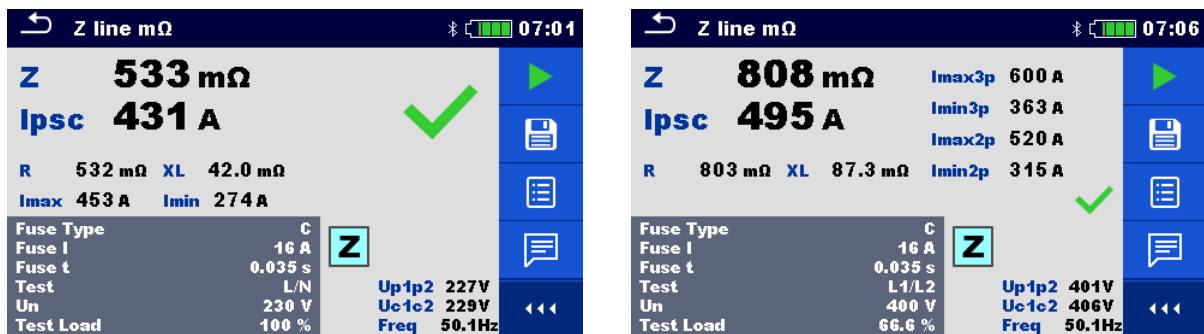 Z line mΩ 07:01
Z 533 mΩ
Ipsc 431 A
R 532 mΩ XL 42.0 mΩ
Imax 453 A Imin 274 A
Fuse Type C
Fuse I 16 A
Fuse t 0.035 s
Test L/N
Un 230 V
Test Load 100 %
Z
Up1p2 227V
Uc1c2 229V
Freq 50.1Hz
Z line mΩ 07:06
Z 808 mΩ
Ipsc 495 A
Imax3p 600 A
Imin3p 363 A
Imax2p 520 A
Imin2p 315 A
R 803 mΩ XL 87.3 mΩ
Fuse Type C
Fuse I 16 A
Fuse t 0.035 s
Test L1/L2
Un 400 V
Test Load 66.6 %
Z
Up1p2 401V
Uc1c2 406V
Freq 50.1Hz